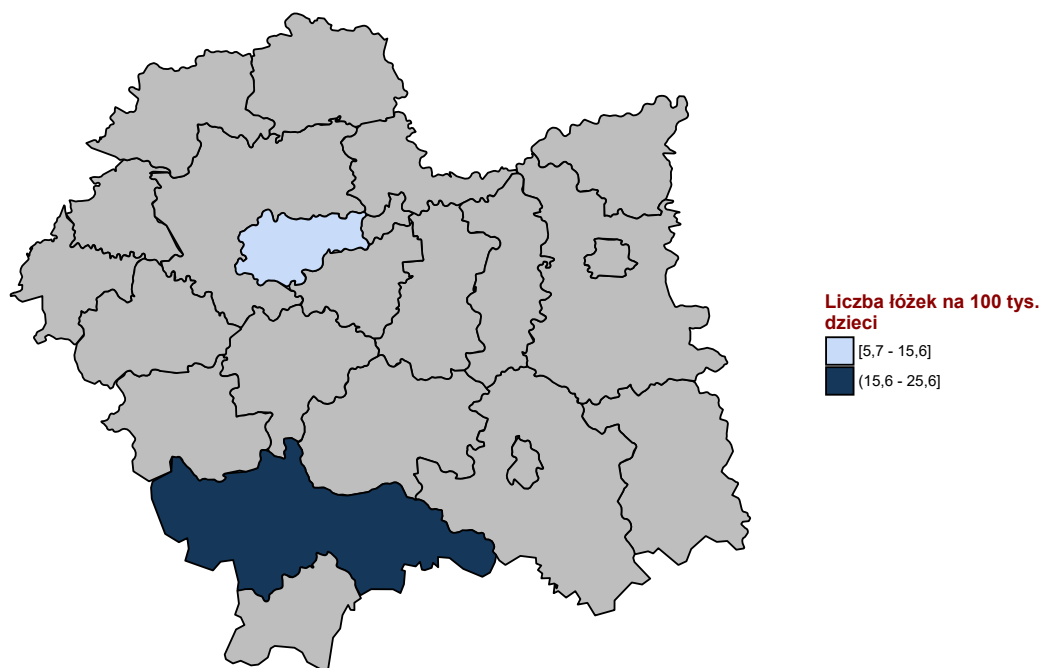 Liczba łóżek na 100 tys.
dzieci
[5,7 - 15,6]
(15,6 - 25,6]